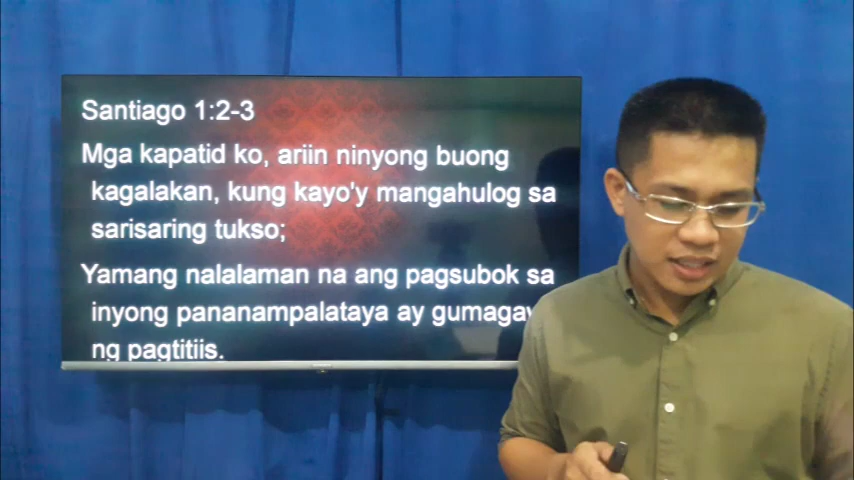 Santiago 1:2-3
Mga kapatid ko, ariin ninyong buong
kagalakan, kung kayo'y mangahulog sa
sarisaring tukso;
Yamang nalalaman na ang pagsubok sa
inyong pananampalataya ay
ng pagtitiis.